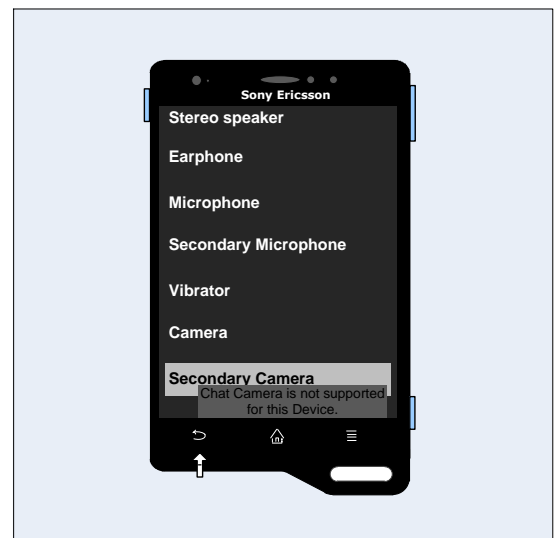 Sony Ericsson
Stereo speaker
Earphone
Microphone
Secondary Microphone
Vibrator
Camera
Secondary Camera
Chat Camera is not supported
for this Device.